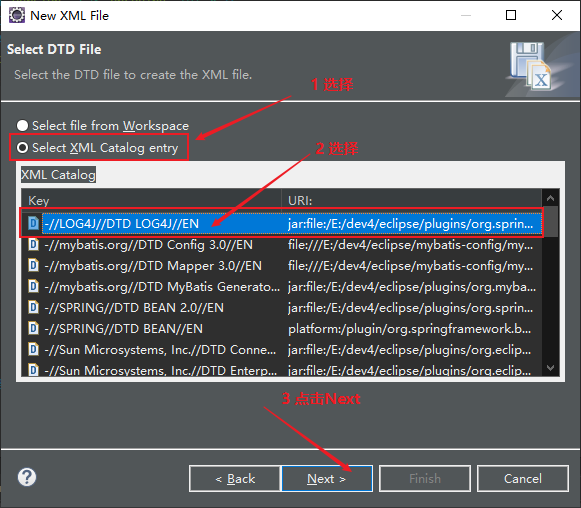 New XML File
Select DTD File
Select the DTD file to create the XML file.
1 选择
Select file from Workspace
Select XML Catalog entry
2 选择
XML Catalog
Key URI:
-//LOG4J//DTD LOG4J//EN jar:file:/E:/dev4/eclipse/plugins/org.sprin...
-//mybatis.org//DTD Config 3.0//EN file:///E:/dev4/eclipse/mybatis-config/my...
-//mybatis.org//DTD Mapper 3.0//EN file:///E:/dev4/eclipse/mybatis-config/my...
-//mybatis.org//DTD MyBatis Generato... jar:file:/E:/dev4/eclipse/plugins/org.myba...
-//SPRING//DTD BEAN 2.0//EN jar:file:/E:/dev4/eclipse/plugins/org.sprin...
-//SPRING//DTD BEAN//EN platform:/plugin/org.springframework.b...
-//Sun Microsystems, Inc.//DTD Conne... jar:file:/E:/dev4/eclipse/plugins/org.eclip...
-//Sun Microsystems, Inc.//DTD Enterp... jar:file:/E:/dev4/eclipse/plugins/org.eclip...
3 点击Next
? < Back Next > Finish Cancel